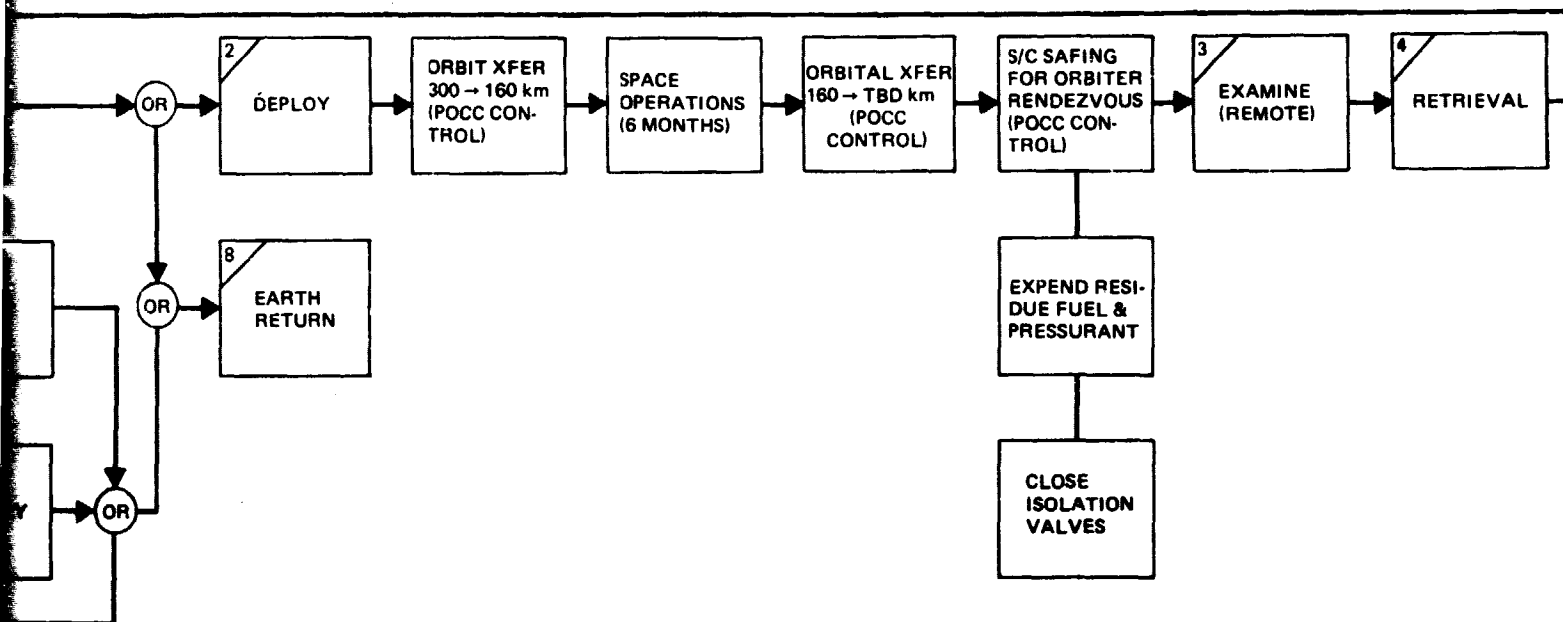 OR
2
DEPLOY
ORBIT XFER
300 → 160 km
(POCC CON-
TROL)
SPACE
OPERATIONS
(6 MONTHS)
ORBITAL XFER
160 → TBD km
(POCC
CONTROL)
S/C SAFING
FOR ORBITER
RENDEZVOUS
(POCC CON-
TROL)
3
EXAMINE
(REMOTE)
4
RETRIEVAL
OR
8
EARTH
RETURN
EXPEND RESI-
DUE FUEL &
PRESSURANT
Y
OR
CLOSE
ISOLATION
VALVES